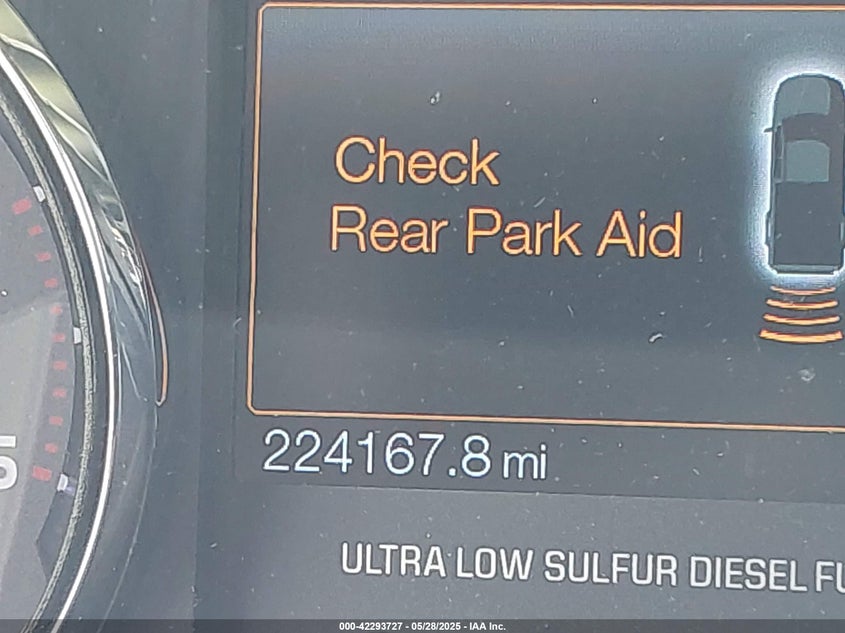 Check
Rear Park Aid
224167.8 mi
ULTRA LOW SULFUR DIESEL FU
000-42293727 - 05/28/2025 - IAA Inc.